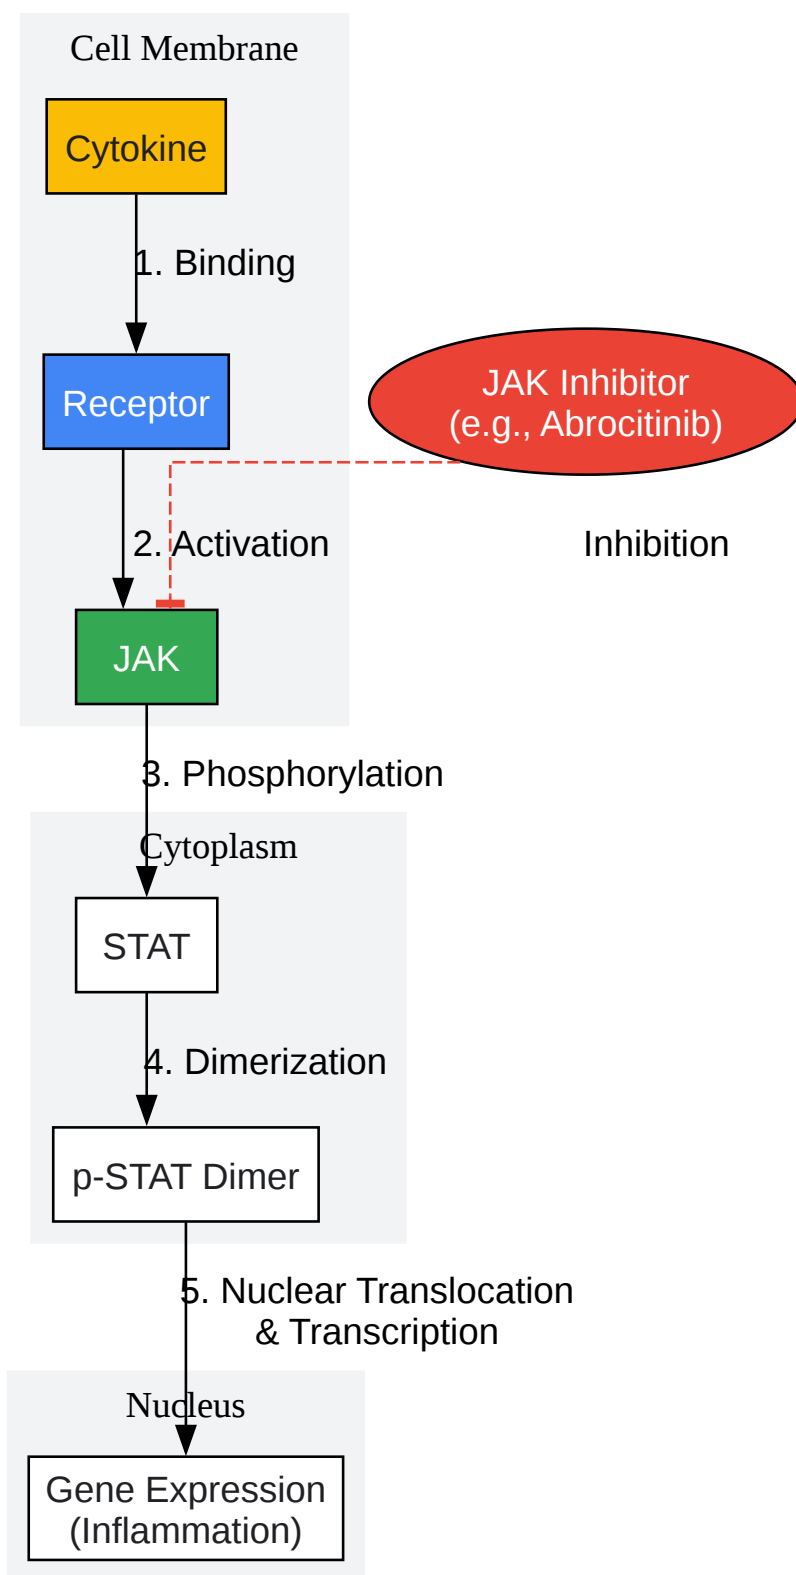 Cell Membrane
Cytokine
1. Binding
Receptor
JAK Inhibitor
(e.g., Abrocitinib)
2. Activation
Inhibition
JAK
3. Phosphorylation
Cytoplasm
STAT
4. Dimerization
p-STAT Dimer
5. Nuclear Translocation
& Transcription
Nucleus
Gene Expression
(Inflammation)